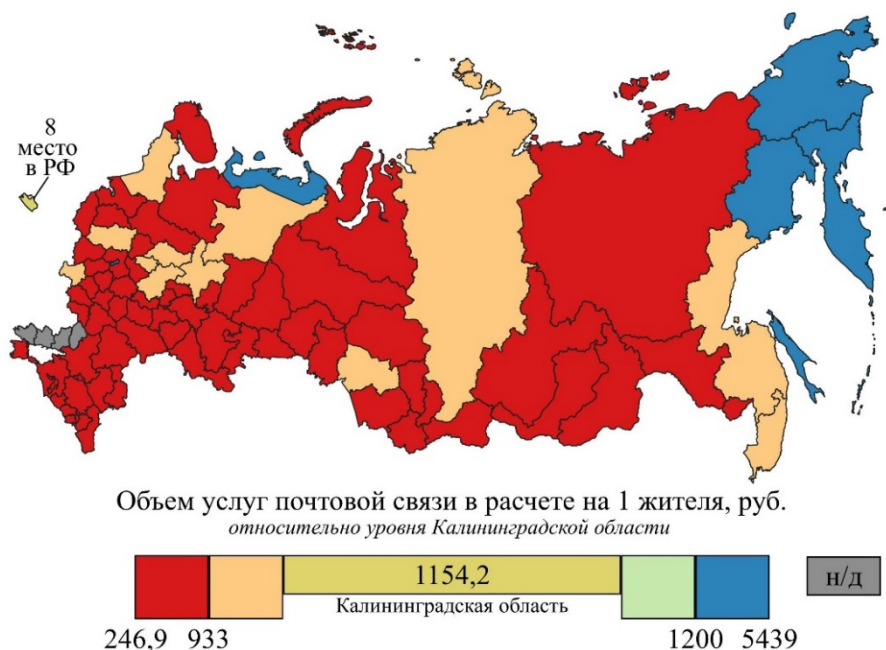 8
место
в РФ
Объем услуг почтовой связи в расчете на 1 жителя, руб.
относительно уровня Калининградской области
1154,2
Калининградская область
н/д
246,9 933 1200 5439